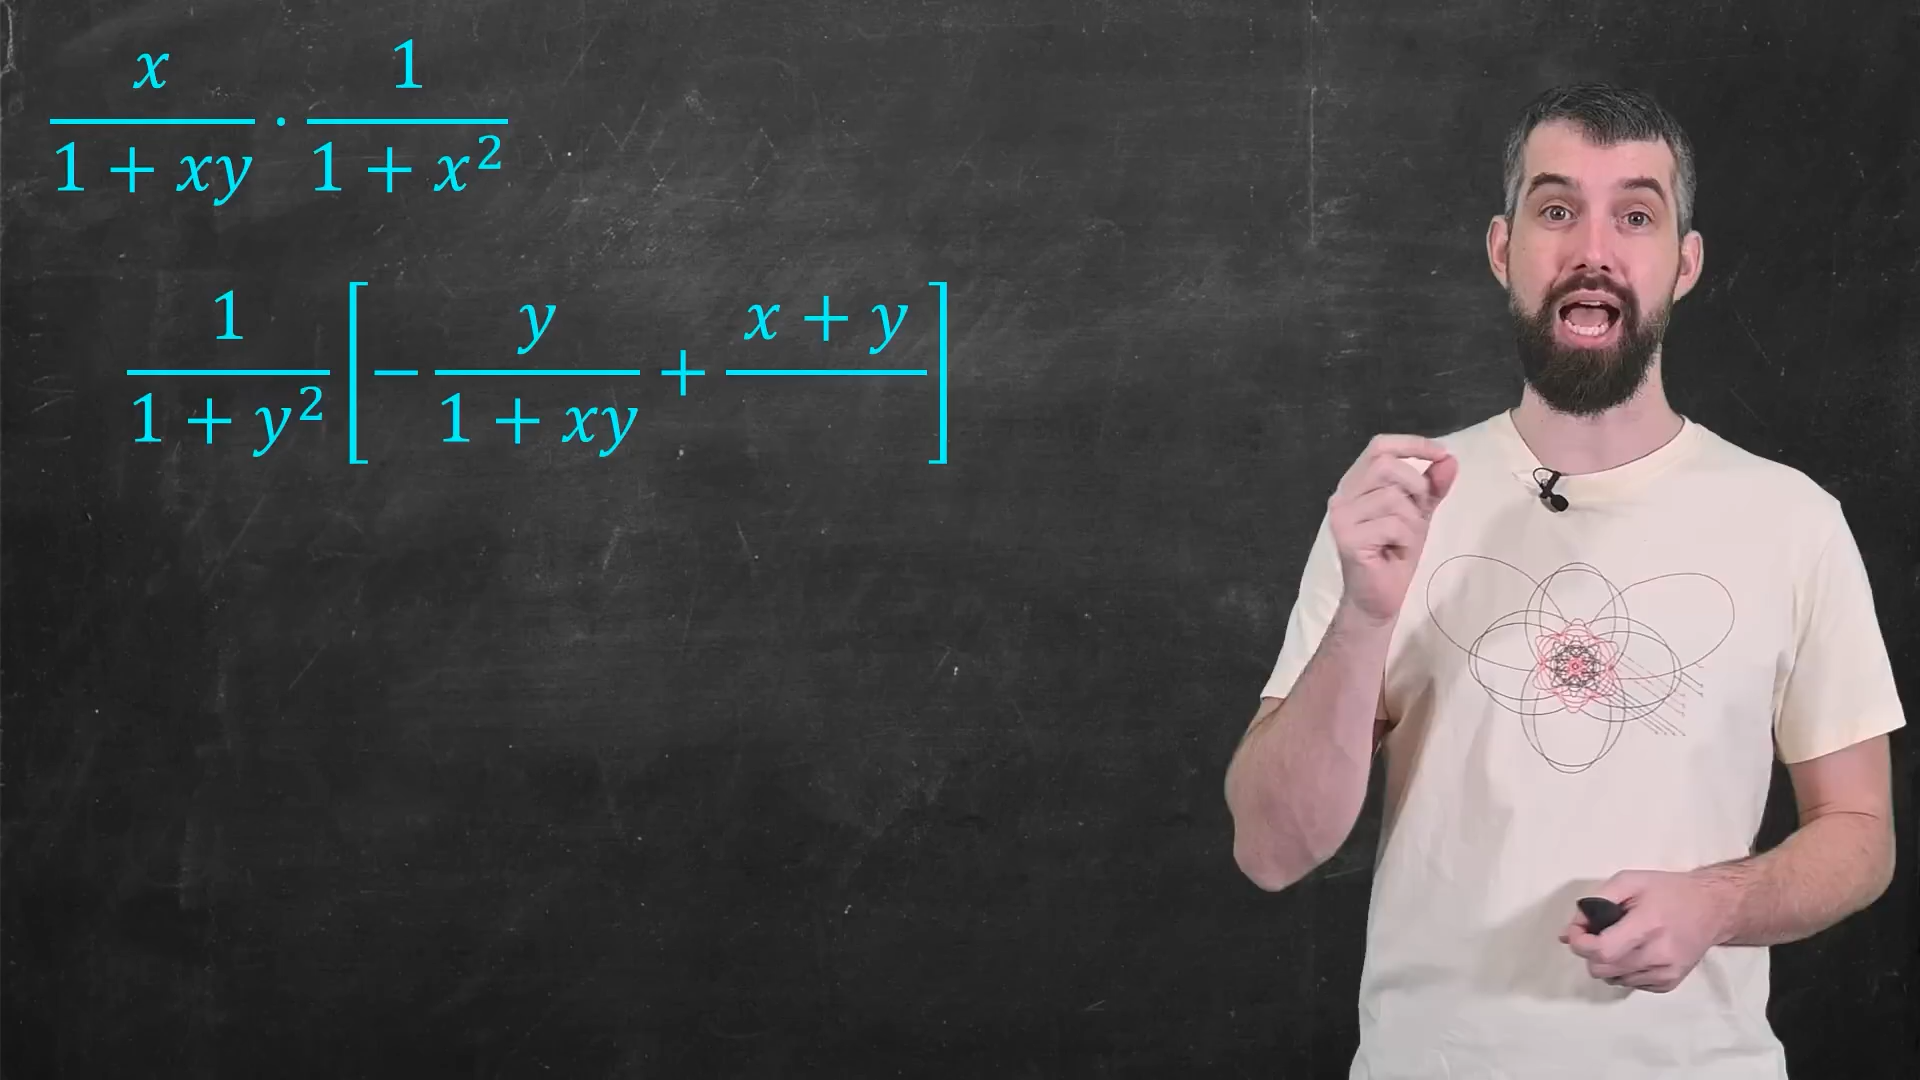 x/(1 + xy) · 1/(1 + x²)
1/(1 + y²) [−y/(1 + xy) + (x + y)/ ]